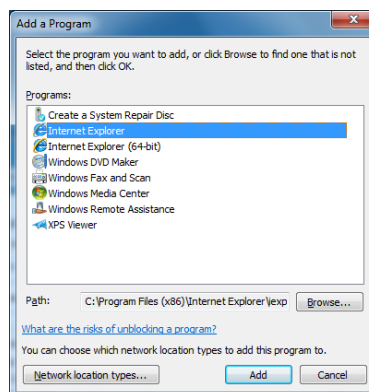 Add a Program
Select the program you want to add, or click Browse to find one that is not
listed, and then click OK.
Programs:
Create a System Repair Disc
Internet Explorer
Internet Explorer (64-bit)
Windows DVD Maker
Windows Fax and Scan
Windows Media Center
Windows Remote Assistance
XPS Viewer
Path: C:\Program Files (x86)\Internet Explorer\iexp Browse...
What are the risks of unblocking a program?
You can choose which network location types to add this program to.
Network location types... Add Cancel